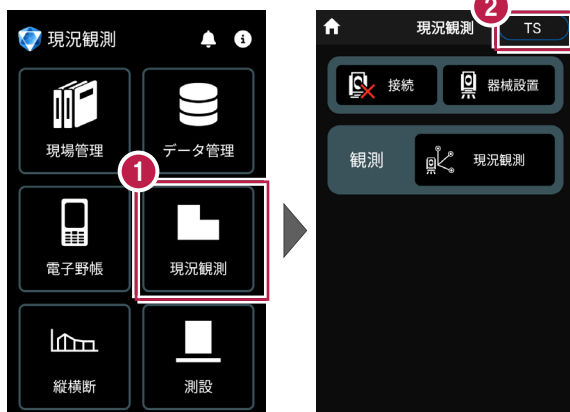 現況観測
現場管理
データ管理
1
電子野帳
現況観測
縦横断
測設
2
現況観測
TS
接続
器械設置
観測
現況観測